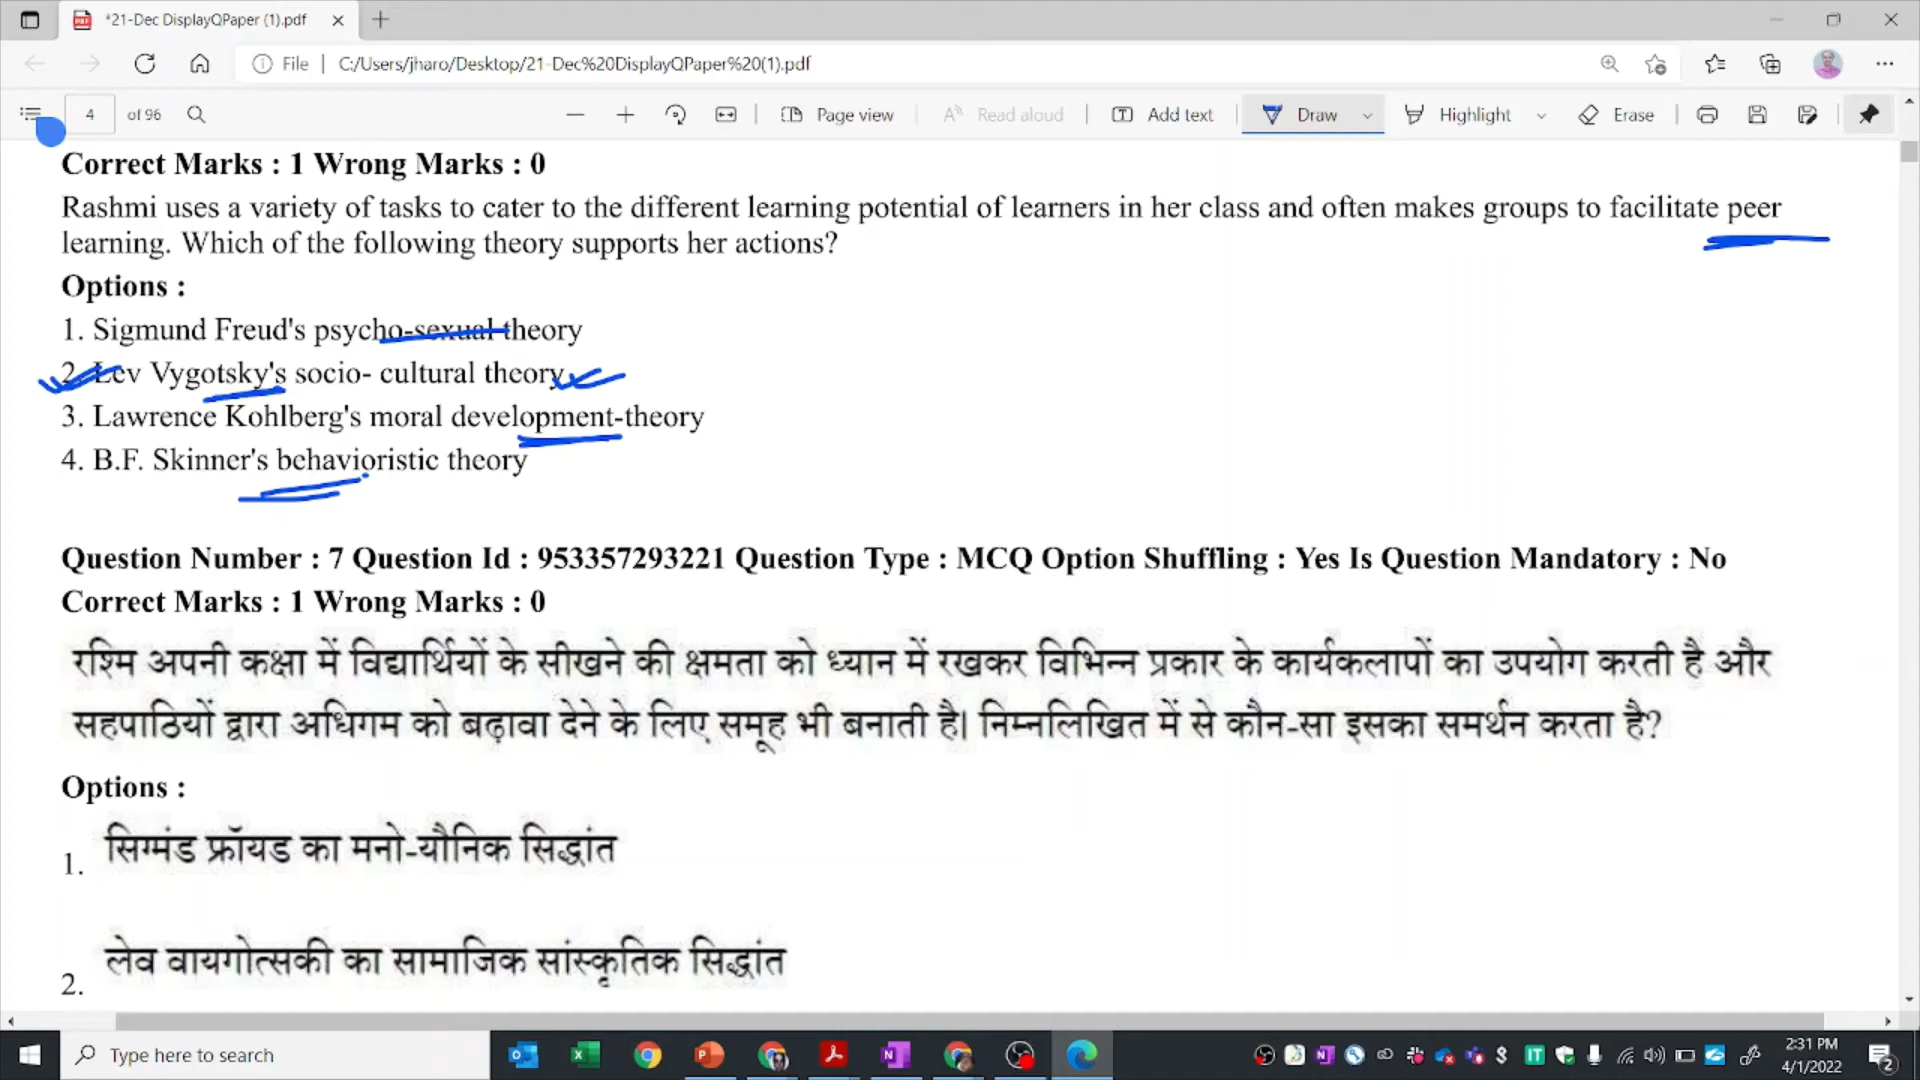 *21-Dec DisplayQPaper (1).pdf
File | C:/Users/jharo/Desktop/21-Dec%20DisplayQPaper%20(1).pdf
4 of 96 Page view Read aloud Add text Draw Highlight Erase
Correct Marks : 1 Wrong Marks : 0
Rashmi uses a variety of tasks to cater to the different learning potential of learners in her class and often makes groups to facilitate peer
learning. Which of the following theory supports her actions?
Options :
1. Sigmund Freud's psycho-sexual theory
2. Lev Vygotsky's socio- cultural theory
3. Lawrence Kohlberg's moral development-theory
4. B.F. Skinner's behavioristic theory
Question Number : 7 Question Id : 953357293221 Question Type : MCQ Option Shuffling : Yes Is Question Mandatory : No
Correct Marks : 1 Wrong Marks : 0
रश्मि अपनी कक्षा में विद्यार्थियों के सीखने की क्षमता को ध्यान में रखकर विभिन्न प्रकार के कार्यकलापों का उपयोग करती है और
सहपाठियों द्वारा अधिगम को बढ़ावा देने के लिए समूह भी बनाती है। निम्नलिखित में से कौन-सा इसका समर्थन करता है?
Options :
1. सिग्मंड फ्रॉयड का मनो-यौनिक सिद्धांत
2. लेव वायगोत्सकी का सामाजिक सांस्कृतिक सिद्धांत
Type here to search
2:31 PM
4/1/2022
2